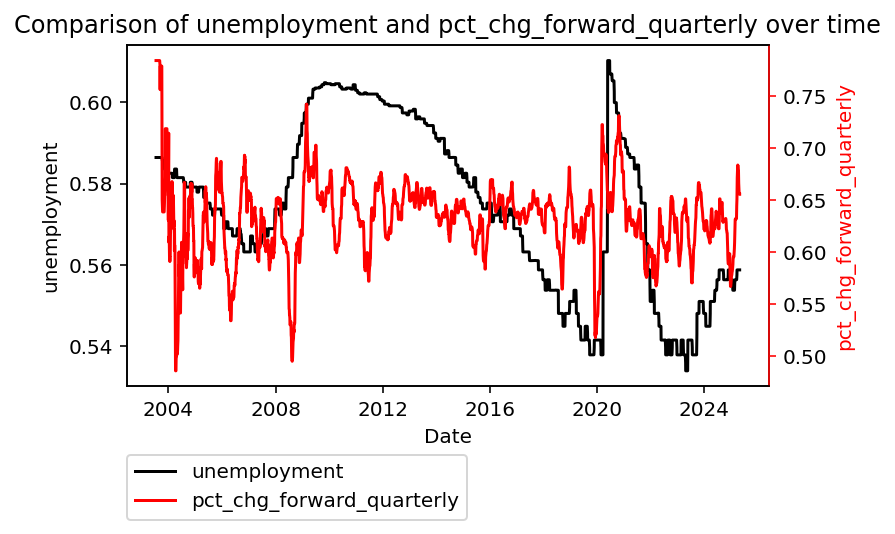 Comparison of unemployment and pct_chg_forward_quarterly over time
unemployment
0.60
0.58
0.56
0.54
0.75
0.70
0.65
0.60
0.55
0.50
pct_chg_forward_quarterly
2004 2008 2012 2016 2020 2024
Date
unemployment
pct_chg_forward_quarterly